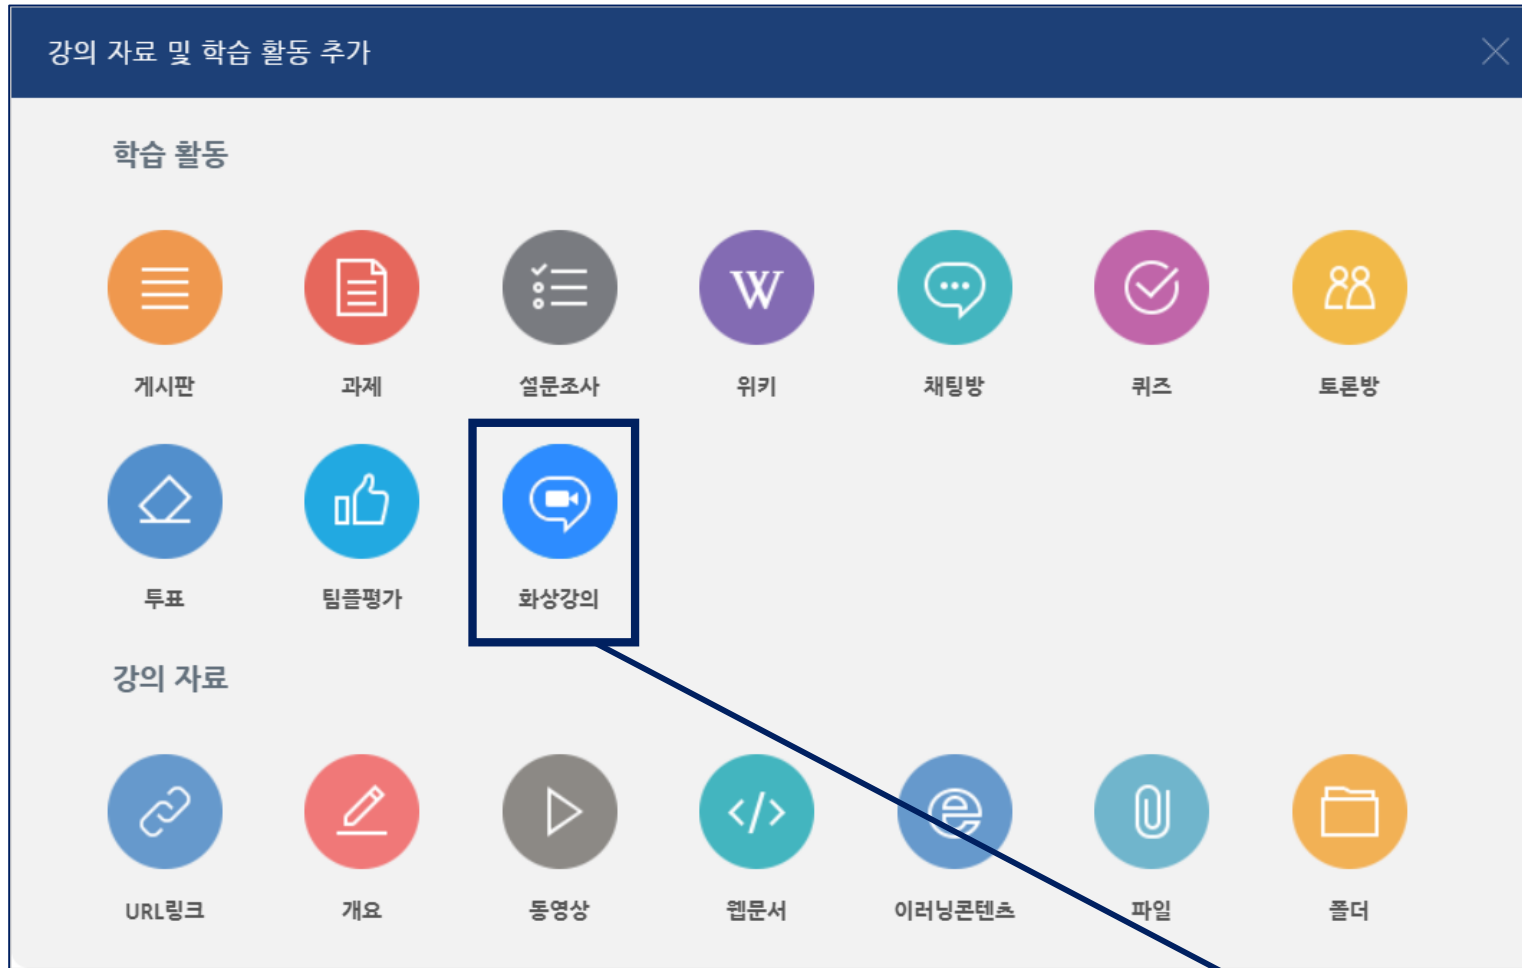 강의 자료 및 학습 활동 추가
학습 활동
게시판 과제 설문조사 위키 채팅방 퀴즈 토론방
투표 팀플평가 화상강의
강의 자료
URL링크 개요 동영상 웹문서 이러닝콘텐츠 파일 폴더